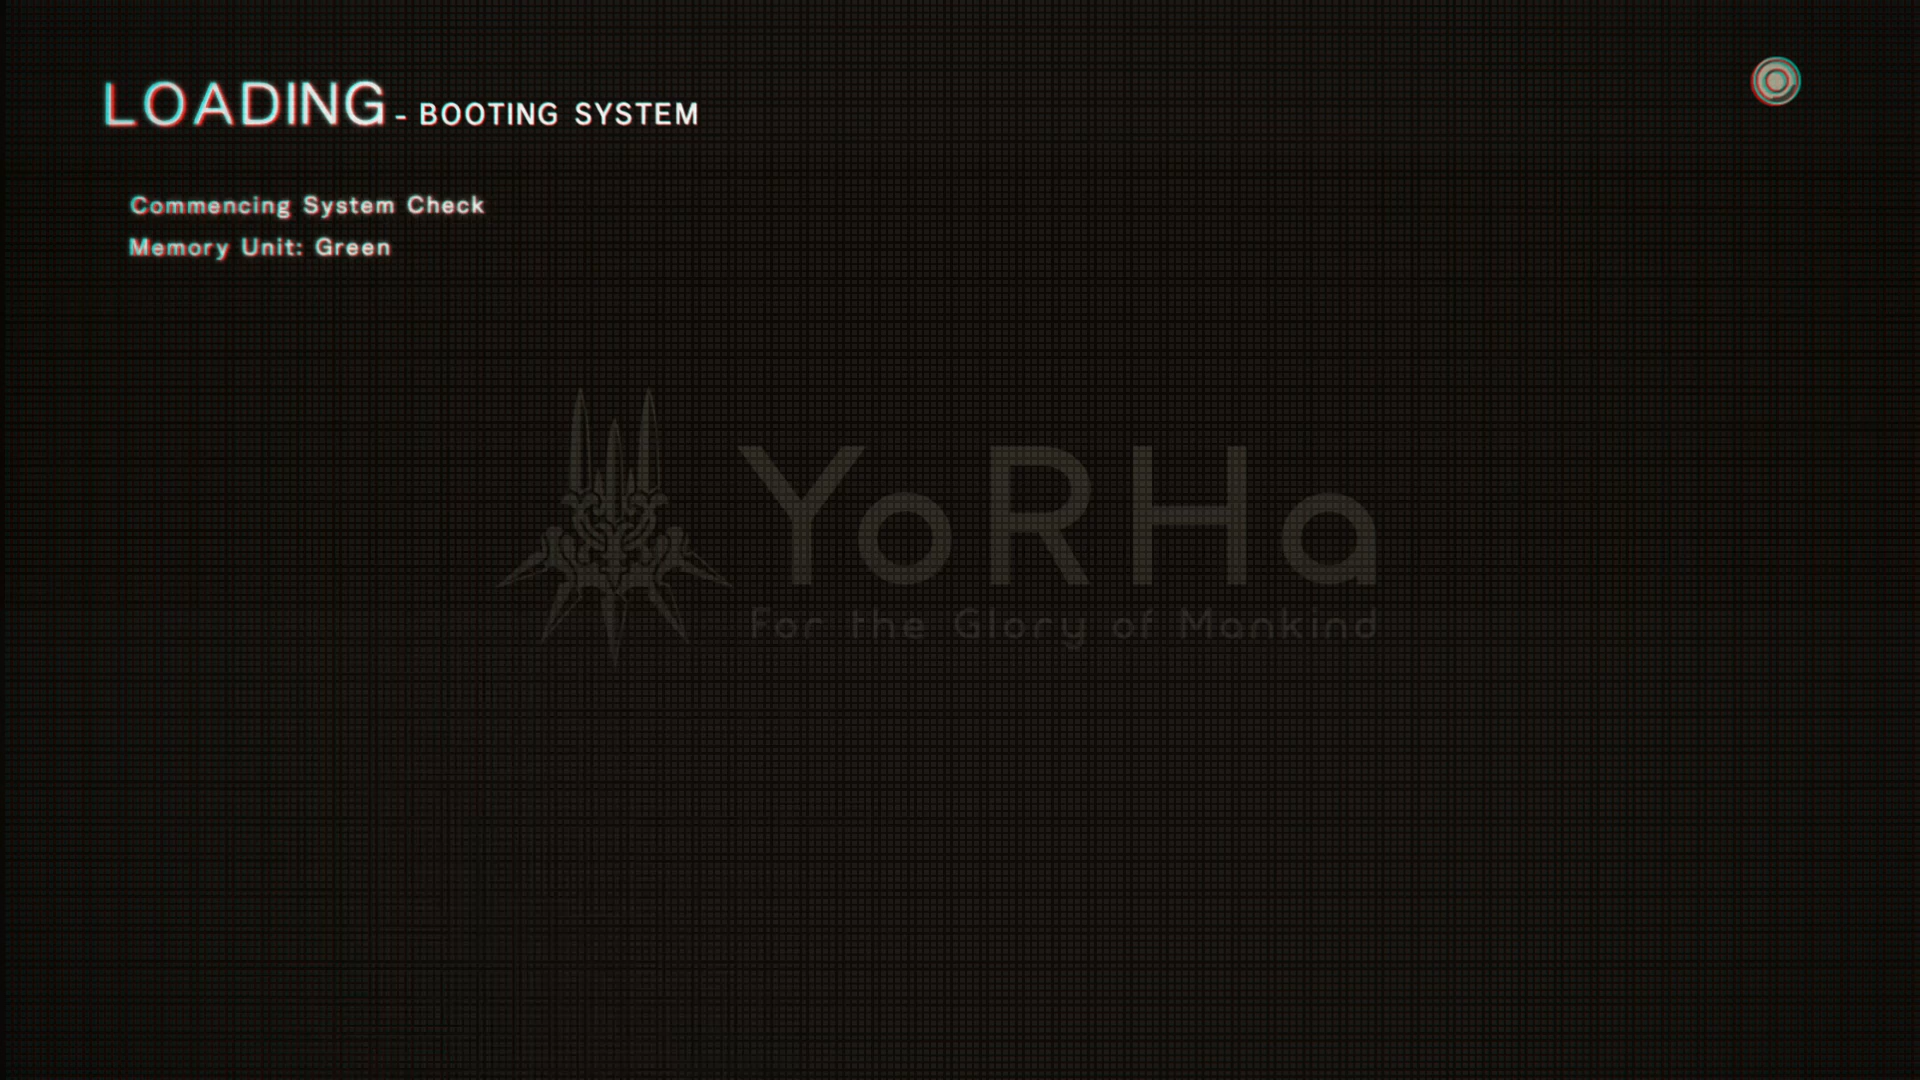 LOADING - BOOTING SYSTEM
Commencing System Check
Memory Unit: Green
YoRHa
For the Glory of Mankind